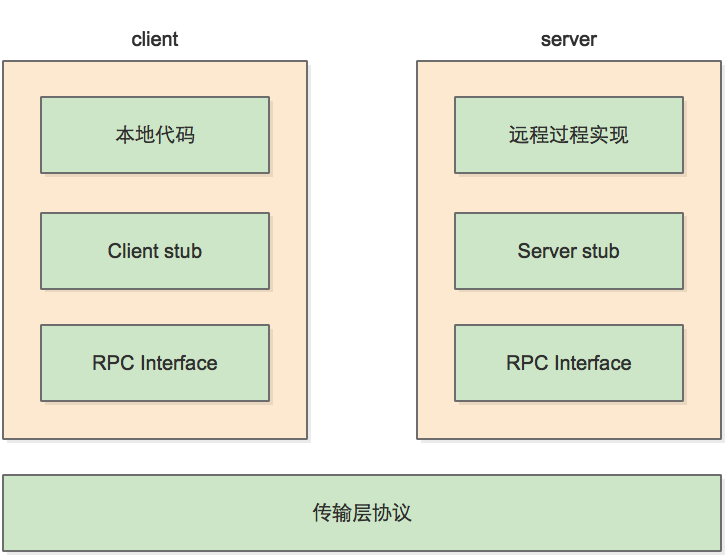 client
server
本地代码
远程过程实现
Client stub
Server stub
RPC Interface
RPC Interface
传输层协议